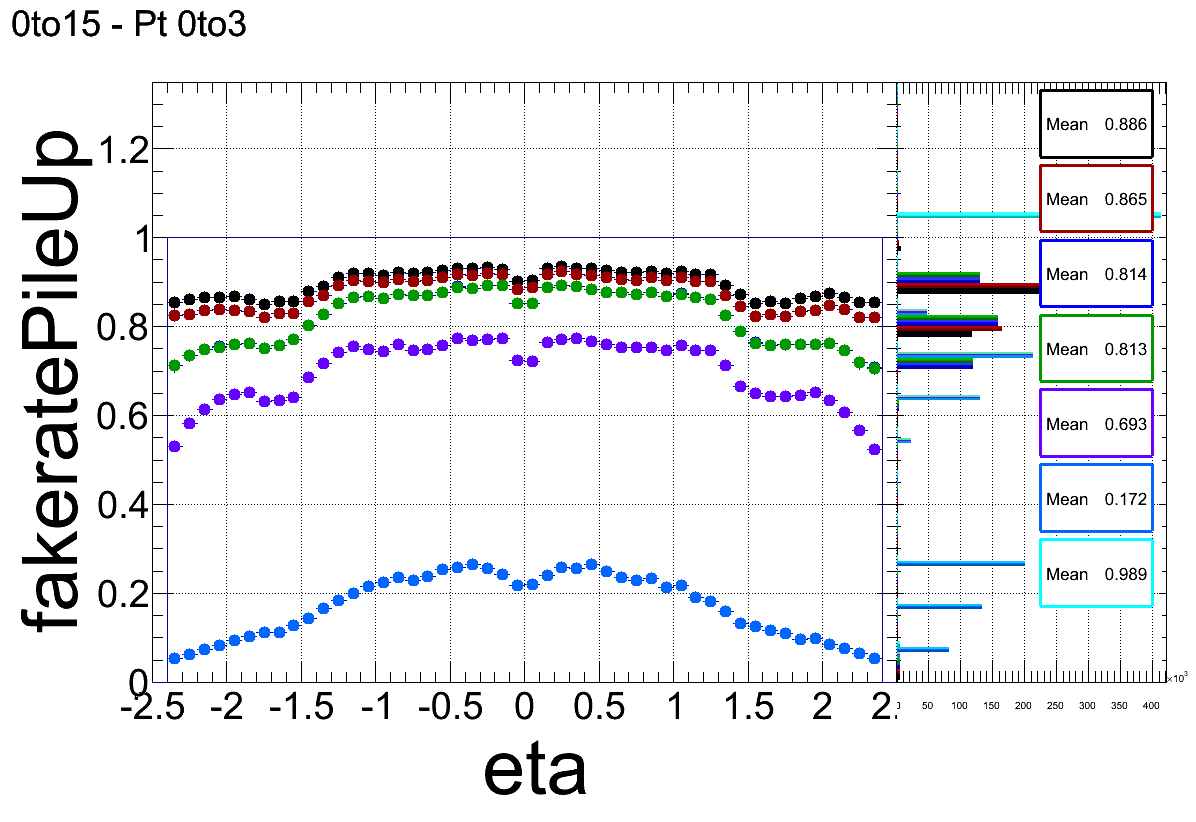 0to15 - Pt 0to3
fakeratePileUp
1.2
1
0.8
0.6
0.4
0.2
0
-2.5 -2 -1.5 -1 -0.5 0 0.5 1 1.5 2 2.
eta
Mean 0.886
Mean 0.865
Mean 0.814
Mean 0.813
Mean 0.693
Mean 0.172
Mean 0.989
×10³
50 100 150 200 250 300 350 400